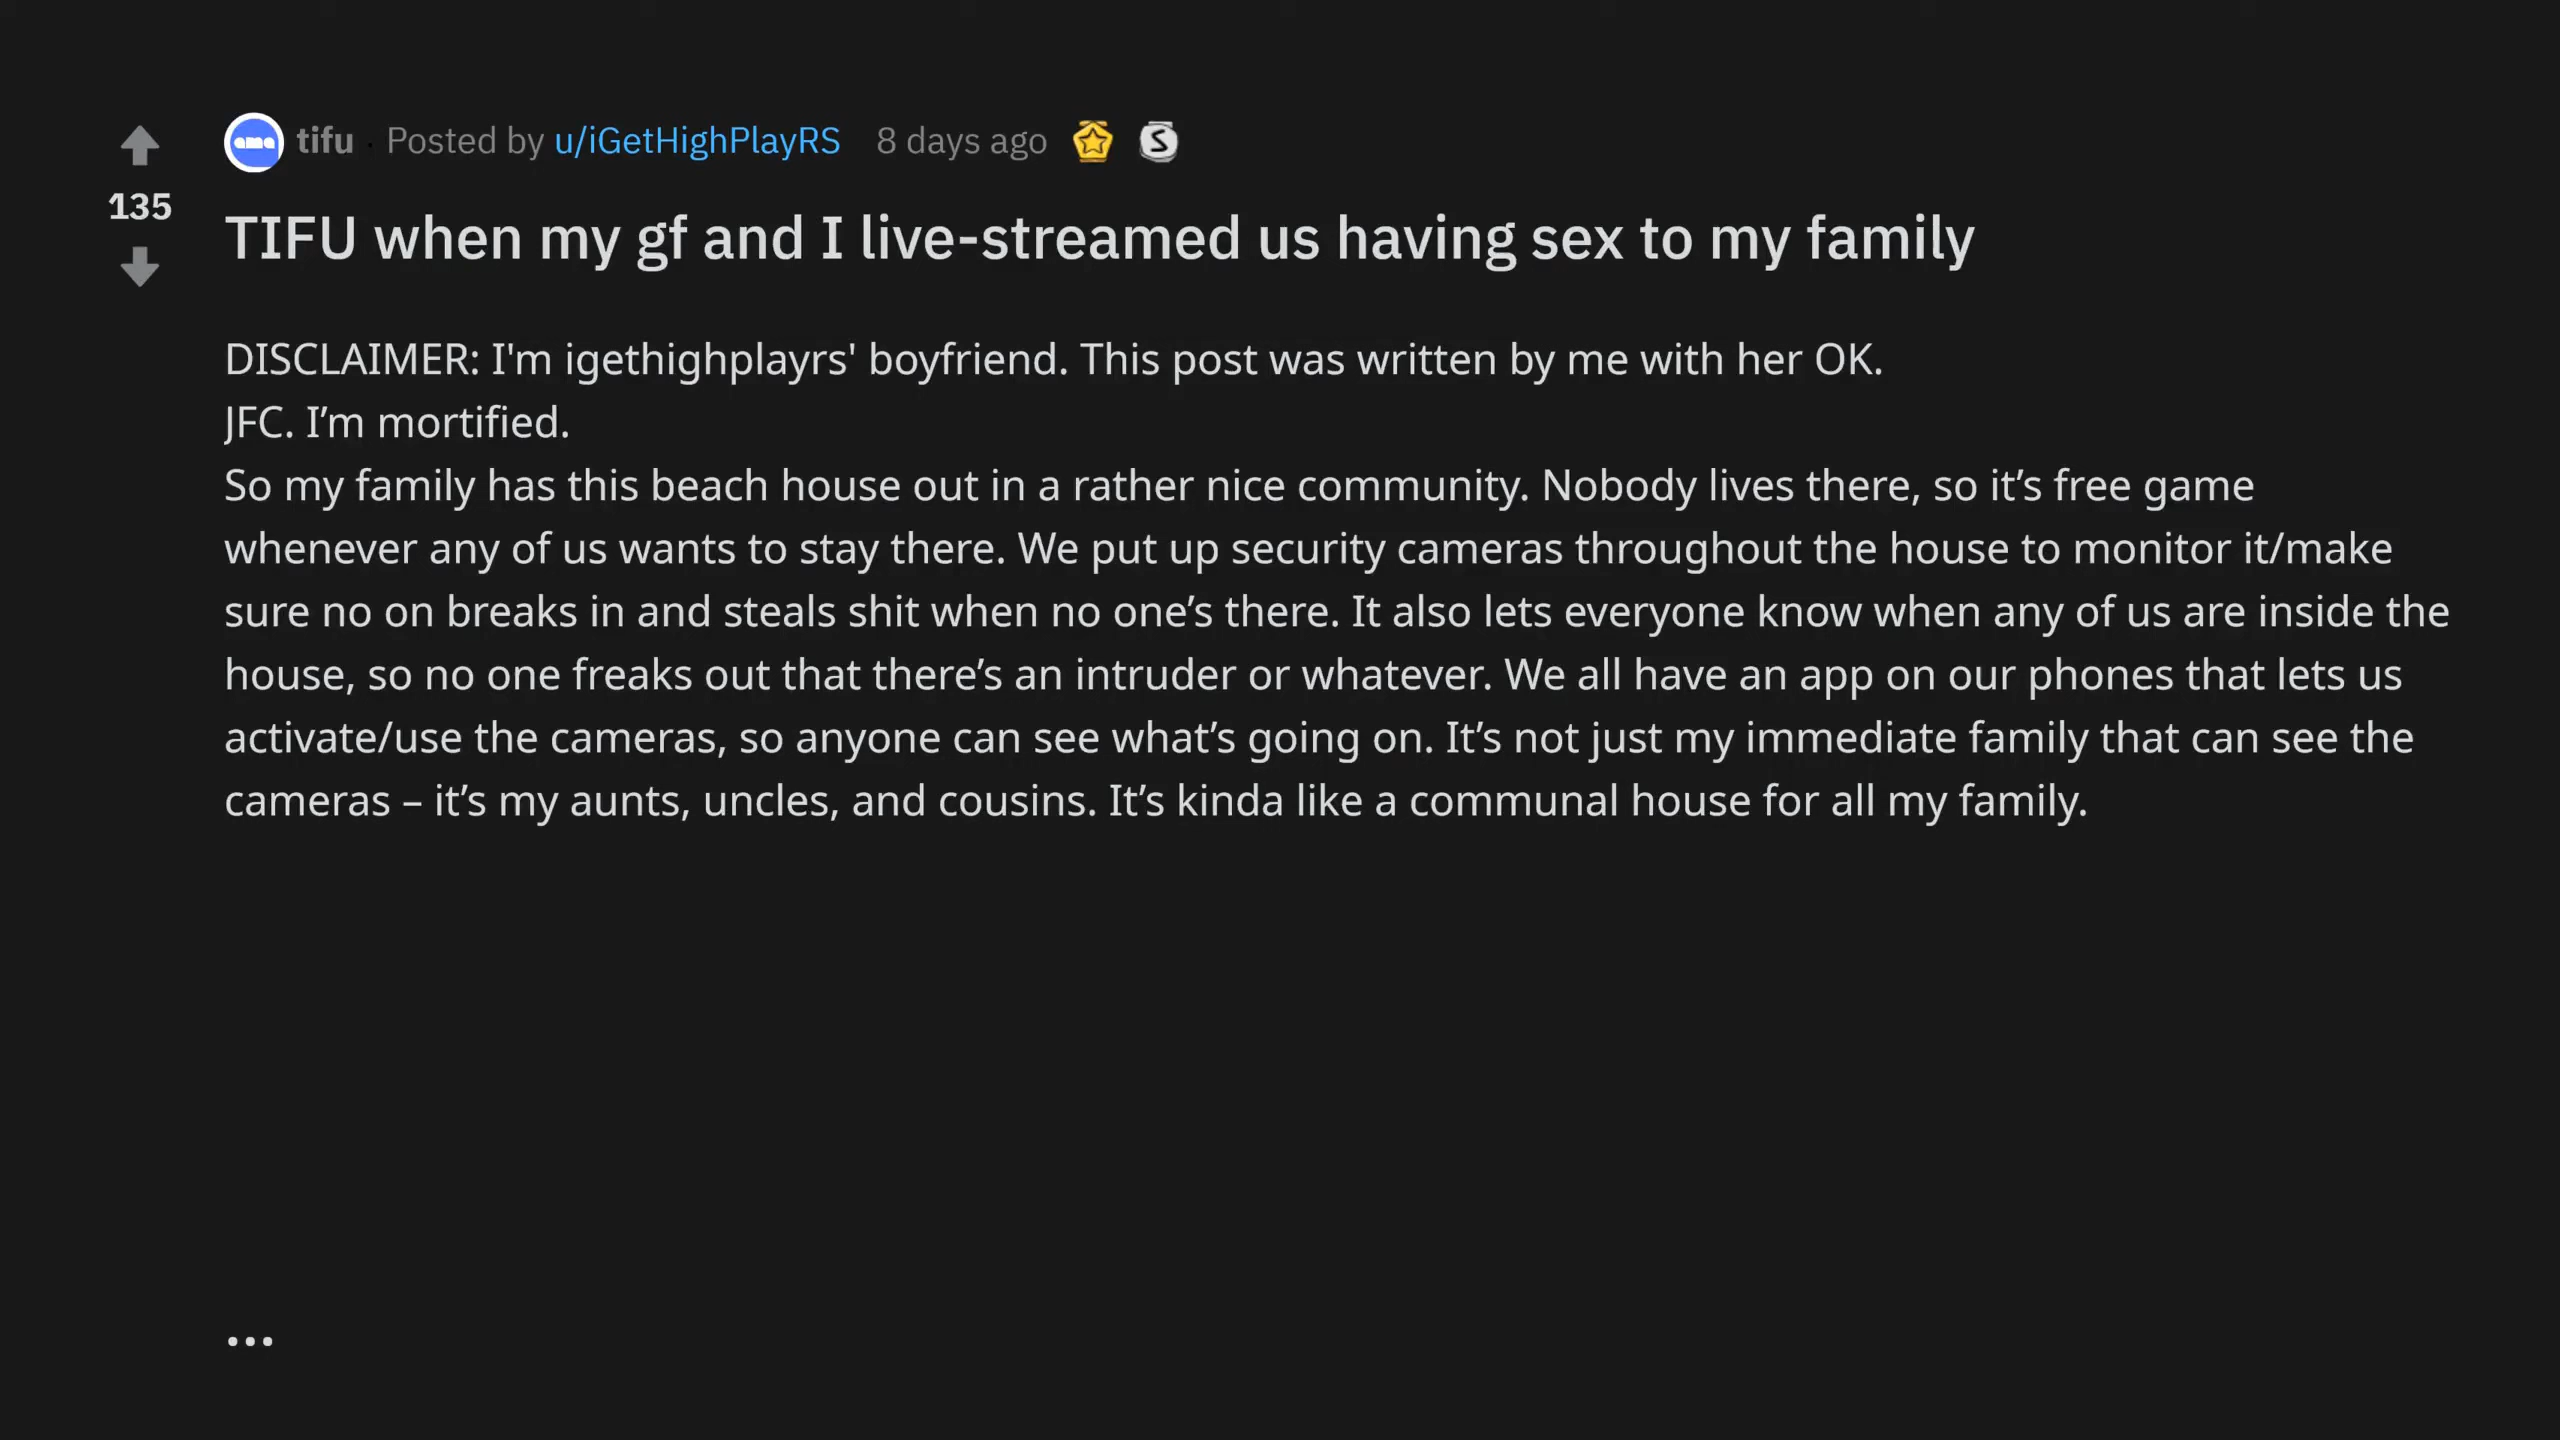 ama tifu · Posted by u/iGetHighPlayRS 8 days ago S
135
TIFU when my gf and I live-streamed us having sex to my family
DISCLAIMER: I'm igethighplayrs' boyfriend. This post was written by me with her OK.
JFC. I’m mortified.
So my family has this beach house out in a rather nice community. Nobody lives there, so it’s free game
whenever any of us wants to stay there. We put up security cameras throughout the house to monitor it/make
sure no on breaks in and steals shit when no one’s there. It also lets everyone know when any of us are inside the
house, so no one freaks out that there’s an intruder or whatever. We all have an app on our phones that lets us
activate/use the cameras, so anyone can see what’s going on. It’s not just my immediate family that can see the
cameras – it’s my aunts, uncles, and cousins. It’s kinda like a communal house for all my family.
...